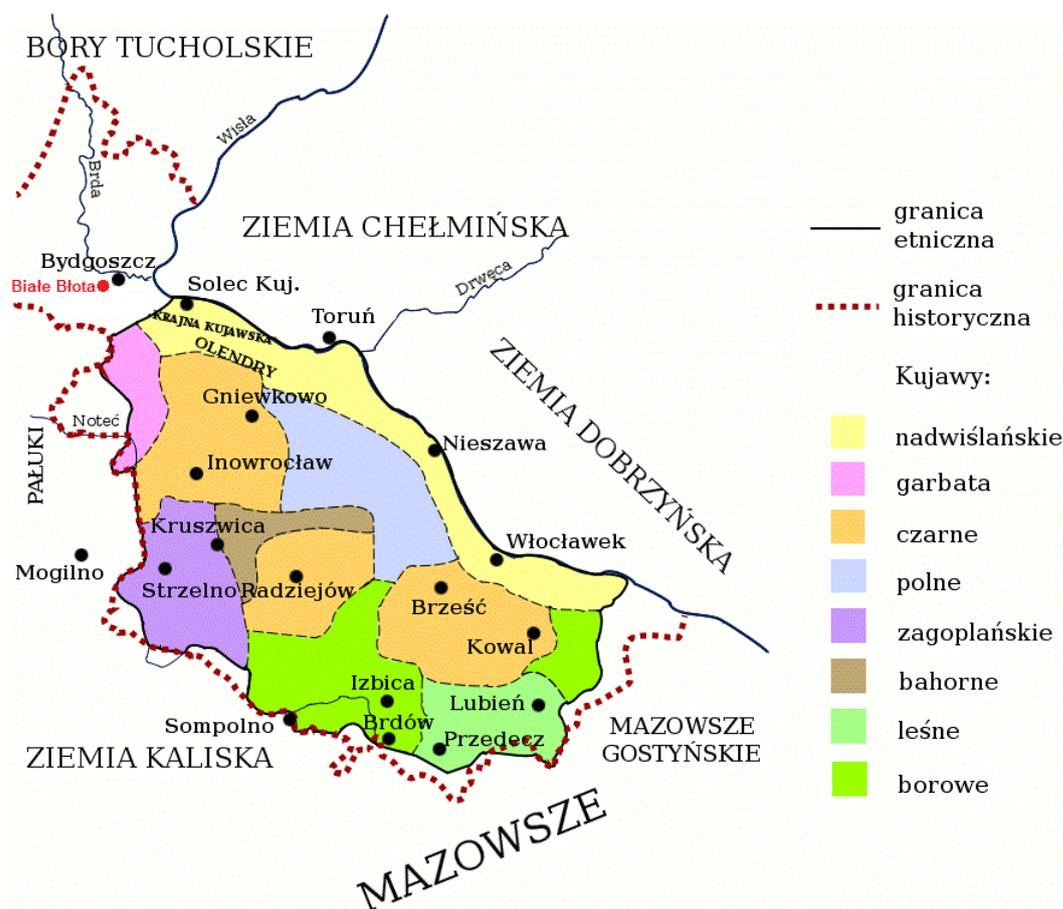 BORY TUCHOLSKIE
Wisła
Brda
ZIEMIA CHEŁMIŃSKA
Drwęca
Bydgoszcz
Białe Błota
Solec Kuj.
KRAJNA KUJAWSKA
Toruń
OLENDRY
ZIEMIA DOBRZYŃSKA
Gniewkowo
Noteć
PAŁUKI
Nieszawa
Inowrocław
Kruszwica
Włocławek
Mogilno
Strzelno
Radziejów
Brześć
Kowal
Izbica
Lubień
Sompolno
Brdów
Przedecz
ZIEMIA KALISKA
MAZOWSZE
GOSTYŃSKIE
MAZOWSZE
granica
etniczna
granica
historyczna
Kujawy:
nadwiślańskie
garbata
czarne
polne
zagoplańskie
bahorne
leśne
borowe